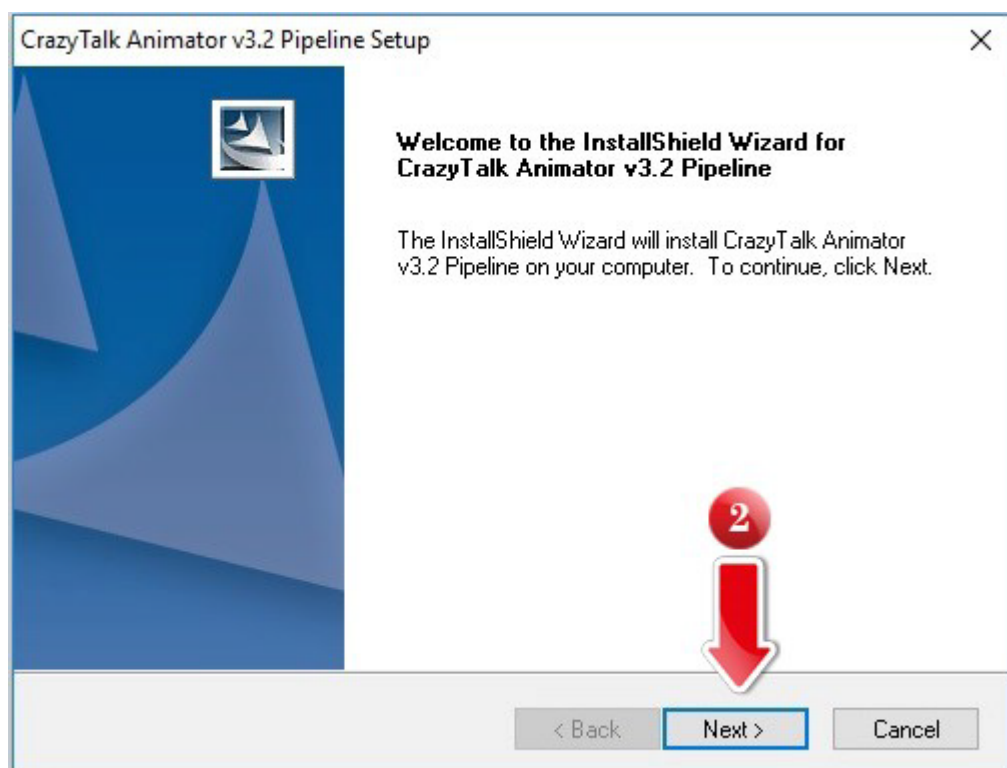 CrazyTalk Animator v3.2 Pipeline Setup
Welcome to the InstallShield Wizard for
CrazyTalk Animator v3.2 Pipeline
The InstallShield Wizard will install CrazyTalk Animator
v3.2 Pipeline on your computer.  To continue, click Next.
2
< Back
Next >
Cancel